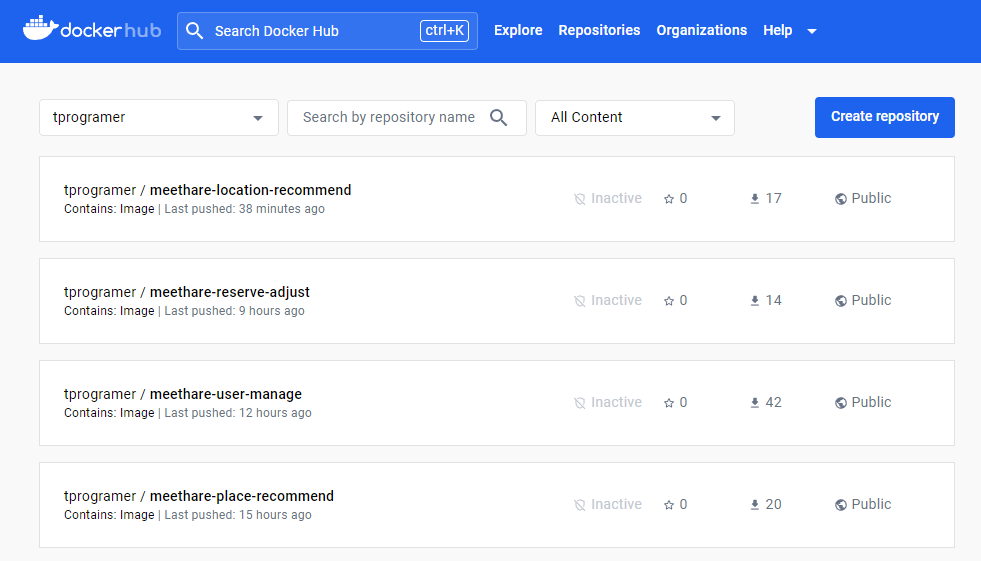 dockerhub Search Docker Hub ctrl+K Explore Repositories Organizations Help
tprogramer Search by repository name All Content Create repository
tprogramer / meethare-location-recommend
Contains: Image | Last pushed: 38 minutes ago
Inactive 0 17 Public
tprogramer / meethare-reserve-adjust
Contains: Image | Last pushed: 9 hours ago
Inactive 0 14 Public
tprogramer / meethare-user-manage
Contains: Image | Last pushed: 12 hours ago
Inactive 0 42 Public
tprogramer / meethare-place-recommend
Contains: Image | Last pushed: 15 hours ago
Inactive 0 20 Public